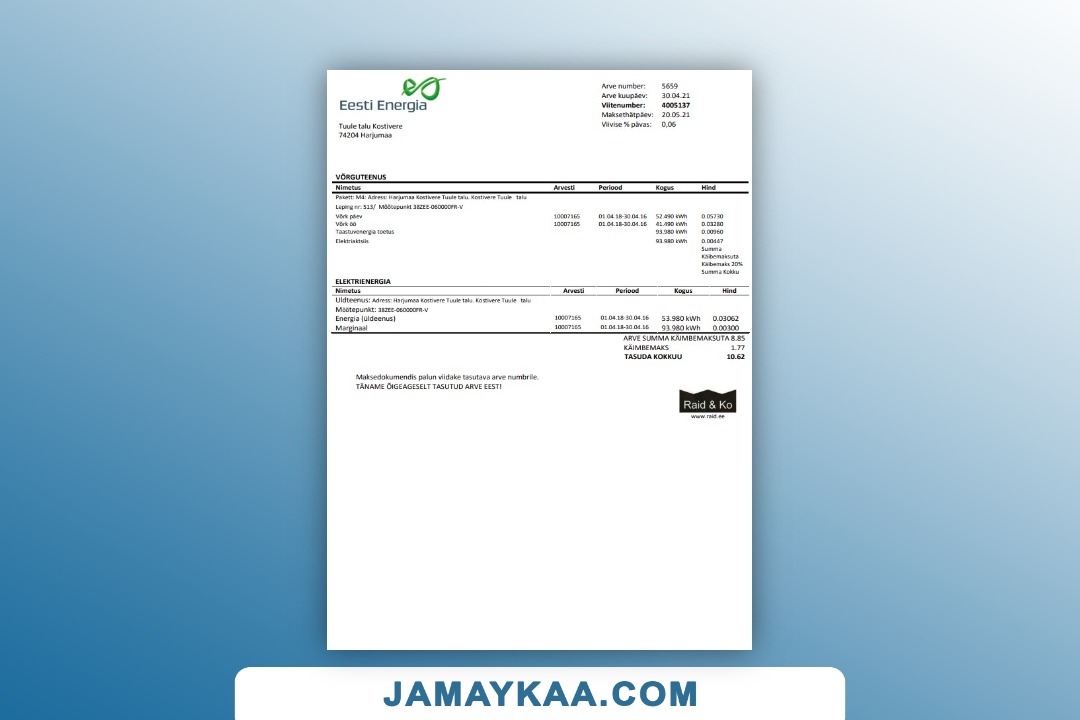 Eesti Energia
Tuule talu Kostivere
74204 Harjumaa
Arve number: 5659
Arve kuupäev: 30.04.21
Viitenumber: 4005137
Maksethätpäev: 20.05.21
Viivise % pävas: 0,06
VÕRGUTEENUS
Nimetus Arvesti Periood Kogus Hind
Pakett: M4: Adress: Harjumaa Kostivere Tuule talu. Kostivere Tuule talu
Laping nr: 513/ Möötepunkt 38ZEE-060000FR-V
Võrk päev 10007165 01.04.18-30.04.16 52.490 kWh 0.05730
Võrk öö 10007165 01.04.18-30.04.16 41.490 kWh 0.03280
Taastuvenergia toetus 93.980 kWh 0.00960
Elektriaktsiis 93.980 kWh 0.00447
Summa
Käibemaksuta
Käibemaks 20%
Summa Kokku
ELEKTRIENERGIA
Nimetus Arvesti Periood Kogus Hind
Uldteenus: Adress: Harjumaa Kostivere Tuule talu. Kostivere Tuule talu
Möötepunkt: 38ZEE-060000FR-V
Energia (üldeenus) 10007165 01.04.18-30.04.16 53.980 kWh 0.03062
Marginaal 10007165 01.04.18-30.04.16 93.980 kWh 0.00300
ARVE SUMMA KÄIMBEMAKSUTA 8.85
KÄIMBEMAKS 1.77
TASUDA KOKKUU 10.62
Maksedokumendis palun viidake tasutava arve numbrile.
TÄNAME ÕIGEAGESELT TASUTUD ARVE EEST!
Raid & Ko
www.raid.ee
JAMAYKAA.COM